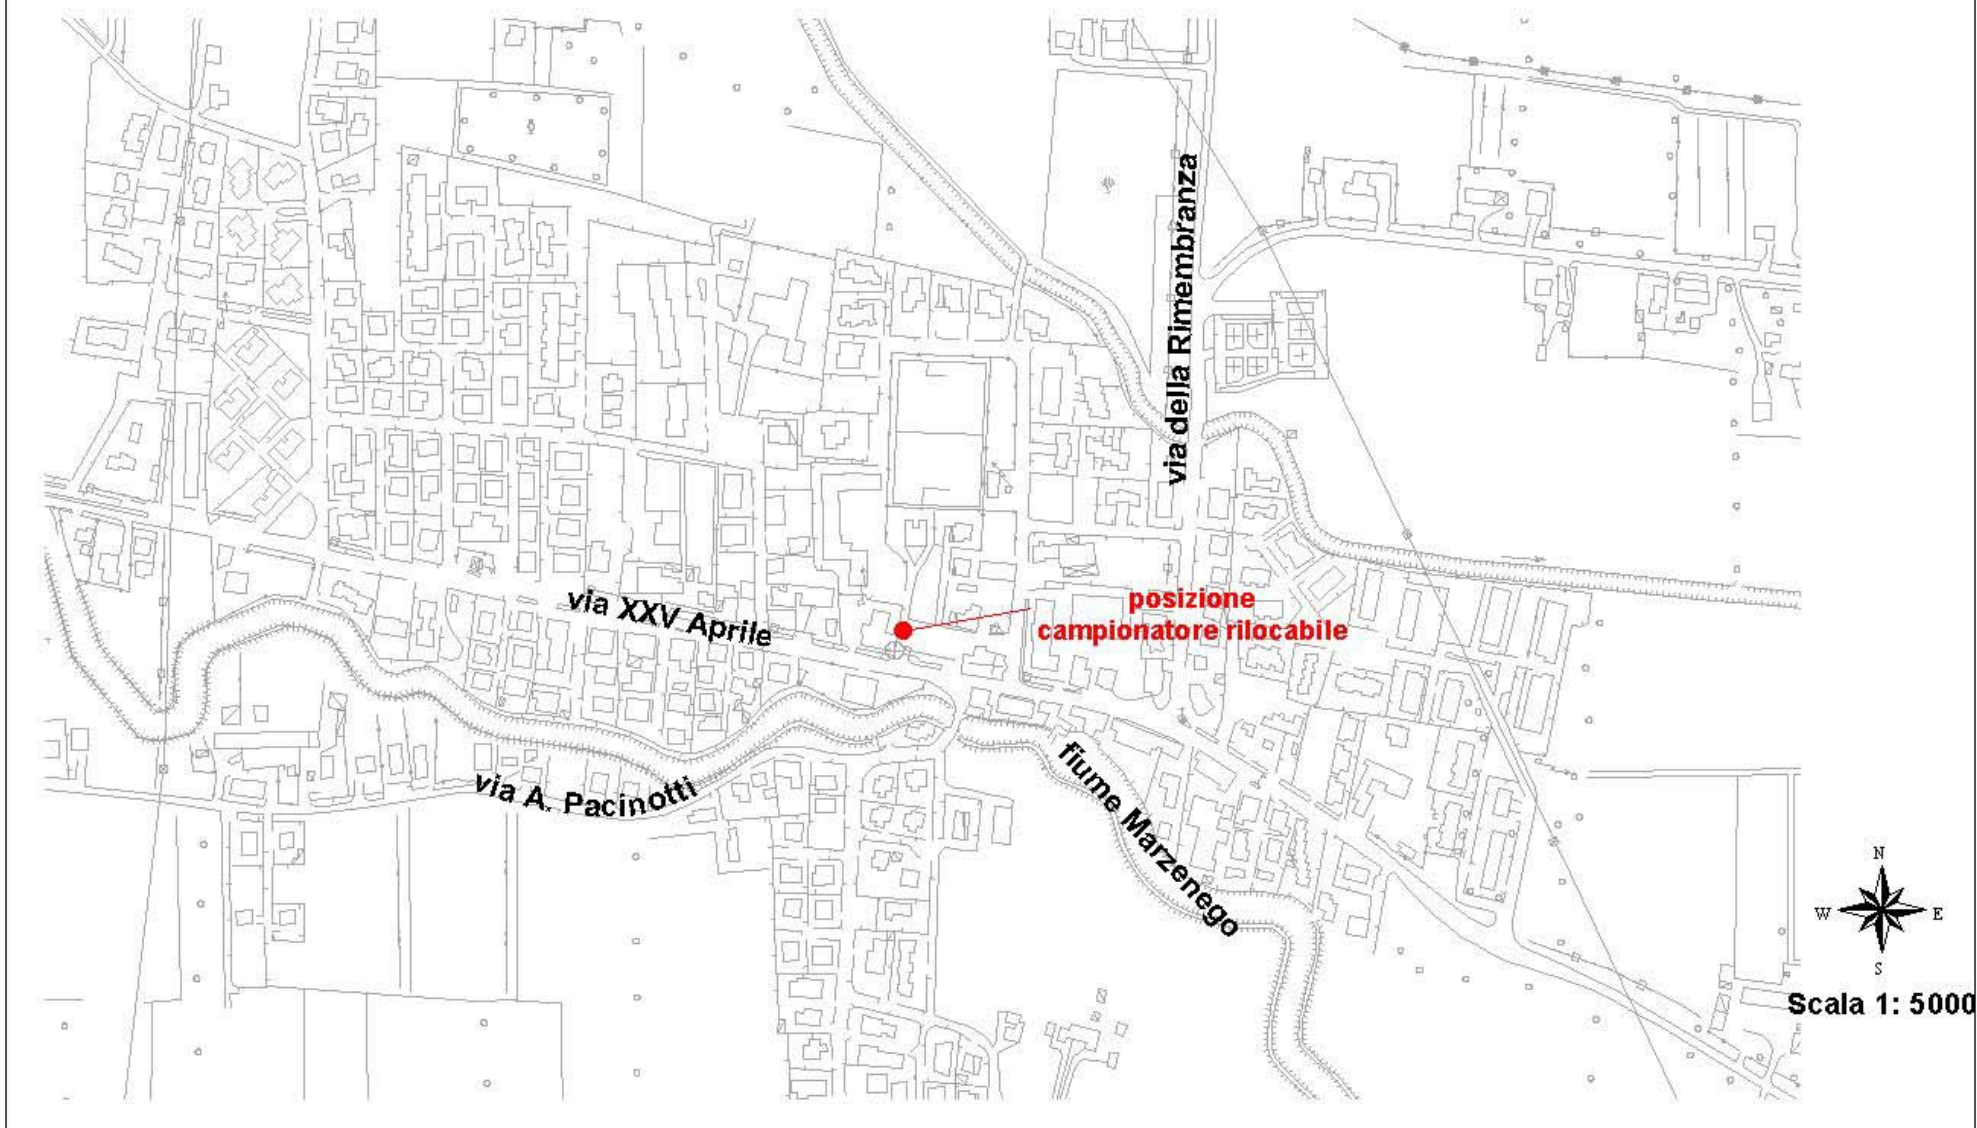 via della Rimembranza
via XXV Aprile
posizione
campionatore rilocabile
via A. Pacinotti
fiume Marzenego
N
W E
S
Scala 1: 5000